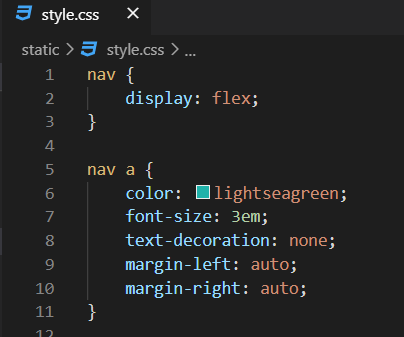 style.css
static > style.css > ...
1 nav {
2     display: flex;
3 }
4
5 nav a {
6     color: lightseagreen;
7     font-size: 3em;
8     text-decoration: none;
9     margin-left: auto;
10     margin-right: auto;
11 }
12